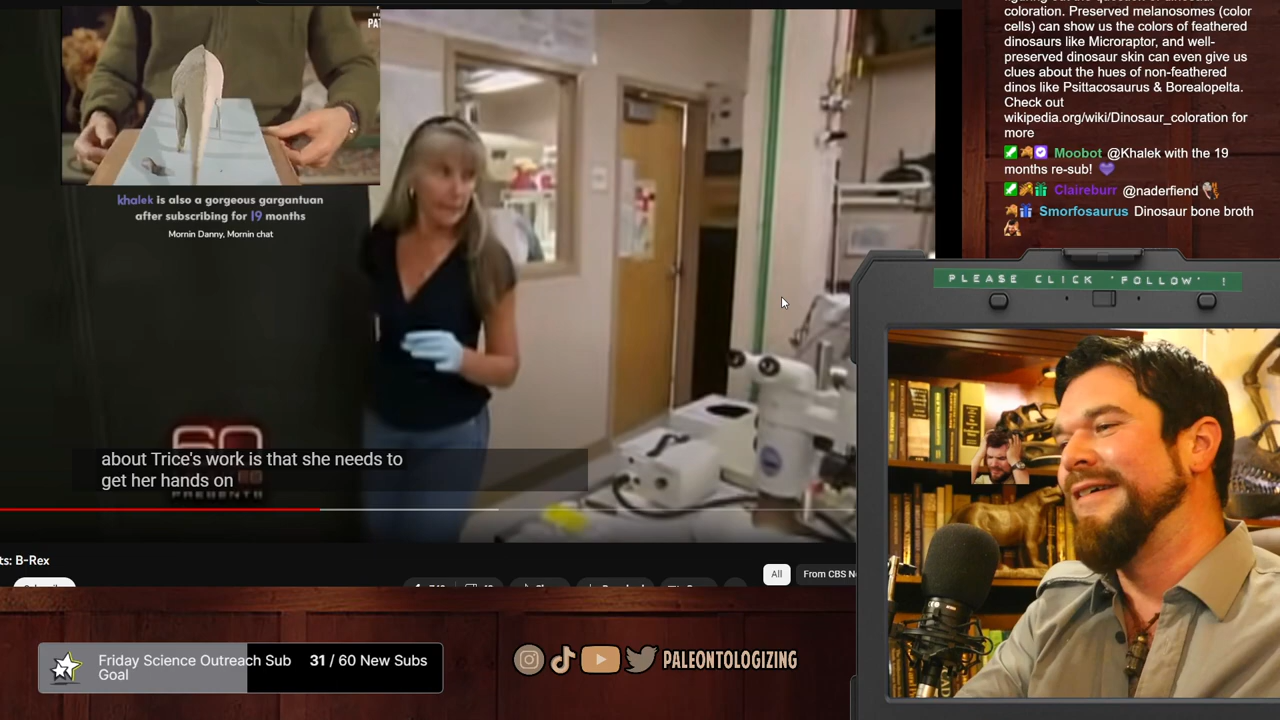 PAT
khalek is also a gorgeous gargantuan
after subscribing for 19 months
Mornin Danny, Mornin chat
60
PRESENTS
about Trice's work is that she needs to
get her hands on
ts: B-Rex
All
From CBS Ne
coloration. Preserved melanosomes (color
cells) can show us the colors of feathered
dinosaurs like Microraptor, and well-
preserved dinosaur skin can even give us
clues about the hues of non-feathered
dinos like Psittacosaurus & Borealopelta.
Check out
wikipedia.org/wiki/Dinosaur_coloration for
more
Moobot @Khalek with the 19
months re-sub!
Claireburr @naderfiend
Smorfosaurus Dinosaur bone broth
PLEASE CLICK 'FOLLOW' !
Friday Science Outreach Sub
Goal
31 / 60 New Subs
PALEONTOLOGIZING